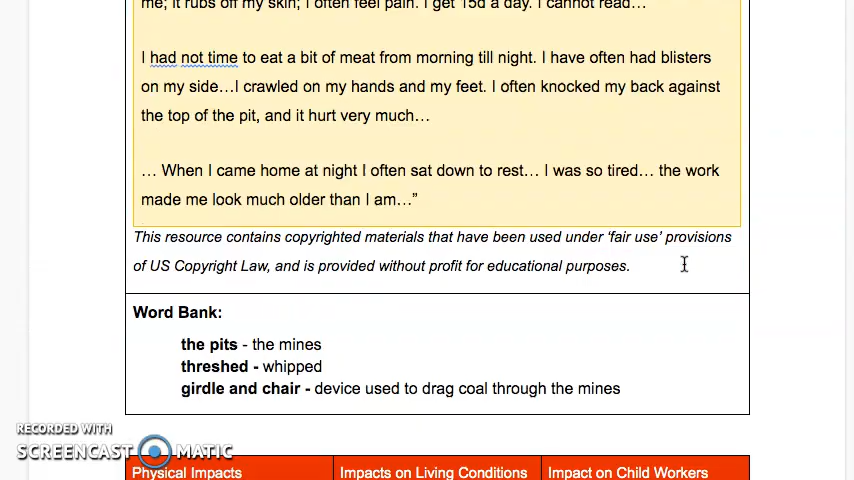 me; it rubs off my skin; I often feel pain. I get 15d a day. I cannot read…
I had not time to eat a bit of meat from morning till night. I have often had blisters
on my side…I crawled on my hands and my feet. I often knocked my back against
the top of the pit, and it hurt very much…
… When I came home at night I often sat down to rest… I was so tired… the work
made me look much older than I am…”
This resource contains copyrighted materials that have been used under ‘fair use’ provisions
of US Copyright Law, and is provided without profit for educational purposes.
Word Bank:
the pits - the mines
threshed - whipped
girdle and chair - device used to drag coal through the mines
RECORDED WITH
SCREENCAST MATIC
Physical Impacts Impacts on Living Conditions Impact on Child Workers